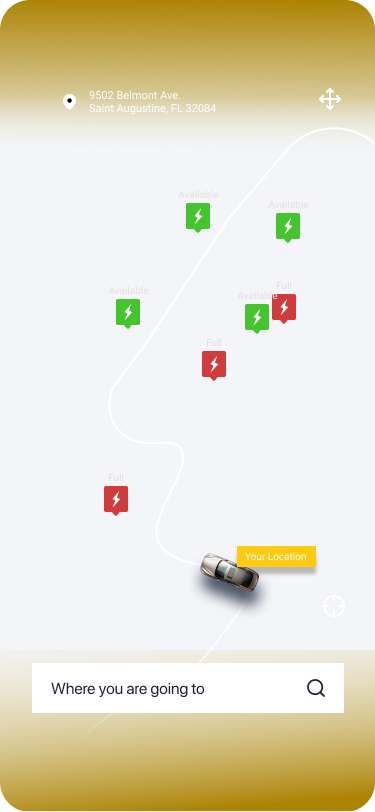 9502 Belmont Ave.
Saint Augustine, FL 32084
Available
Available
Available
Full
Available
Full
Full
Your Location
Where you are going to